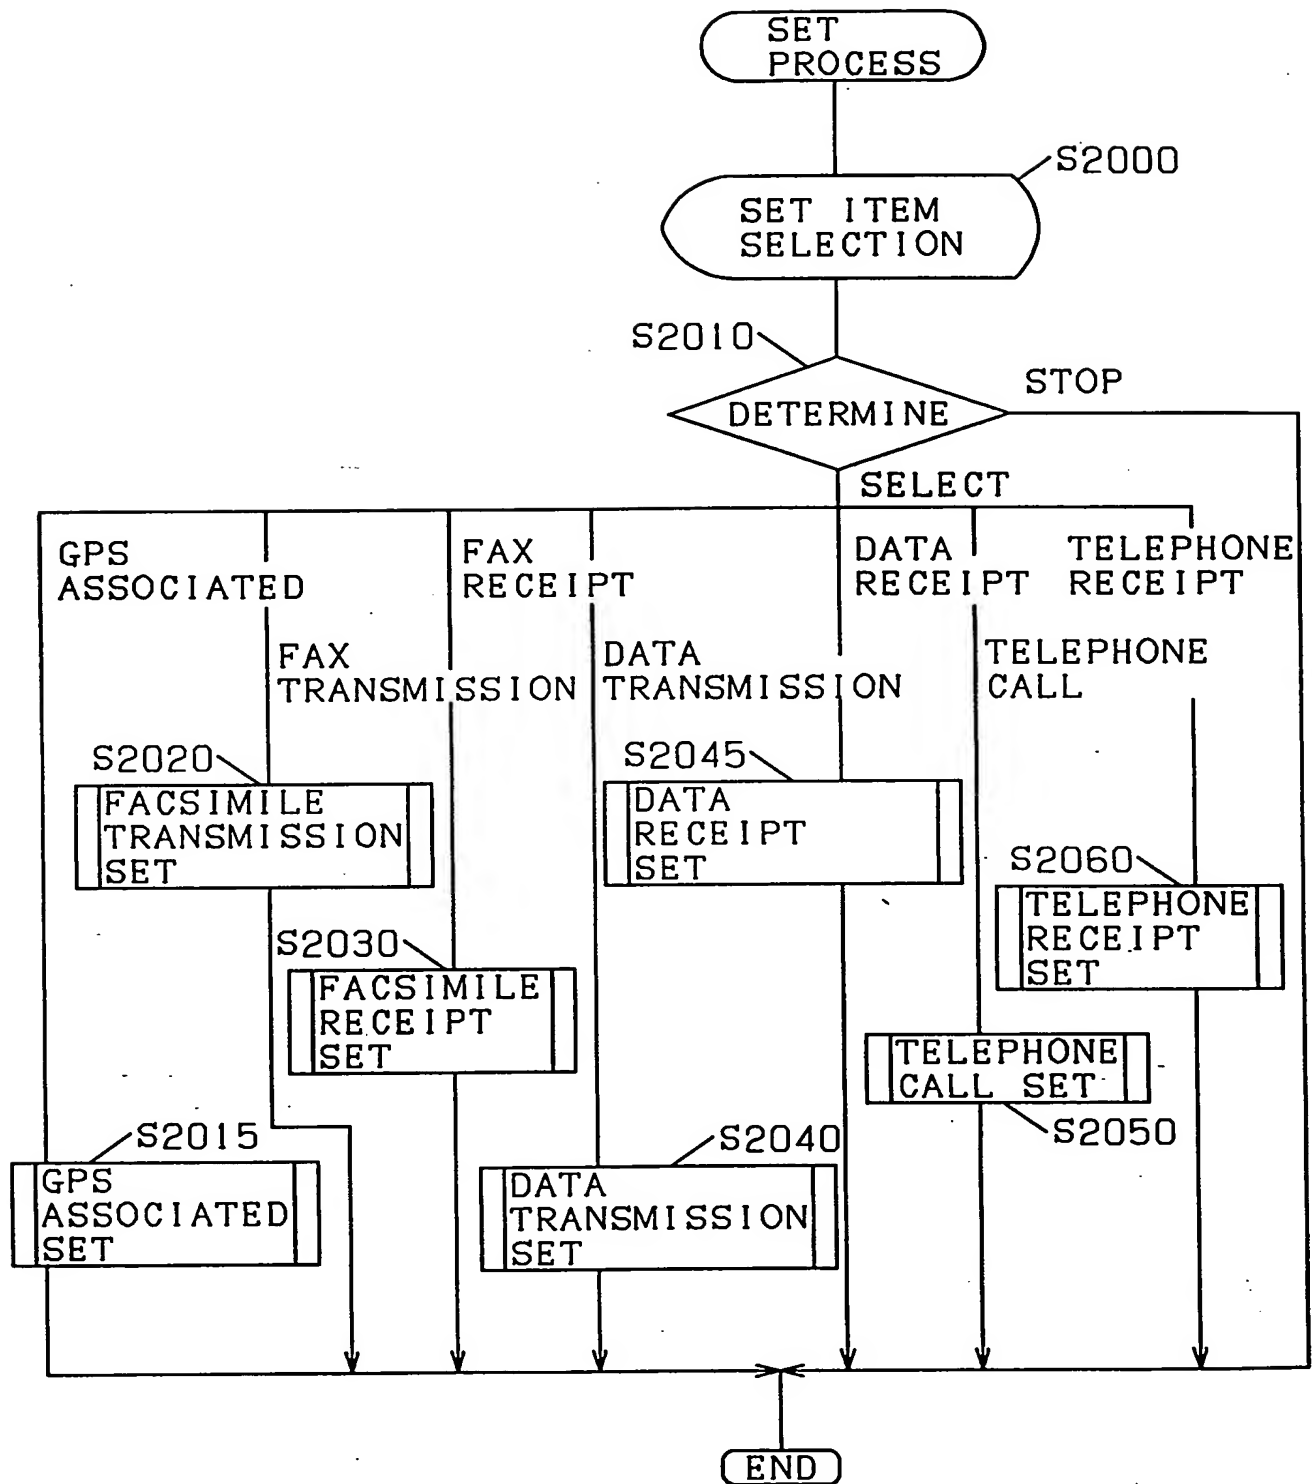 SET
PROCESS
S2000
SET ITEM
SELECTION
S2010
STOP
DETERMINE
SELECT
GPS
ASSOCIATED
FAX
RECEIPT
DATA
RECEIPT
TELEPHONE
RECEIPT
FAX
TRANSMISSION
DATA
TRANSMISSION
TELEPHONE
CALL
S2020
FACSIMILE
TRANSMISSION
SET
S2045
DATA
RECEIPT
SET
S2060
TELEPHONE
RECEIPT
SET
S2030
FACSIMILE
RECEIPT
SET
TELEPHONE
CALL SET
S2050
S2015
GPS
ASSOCIATED
SET
S2040
DATA
TRANSMISSION
SET
END